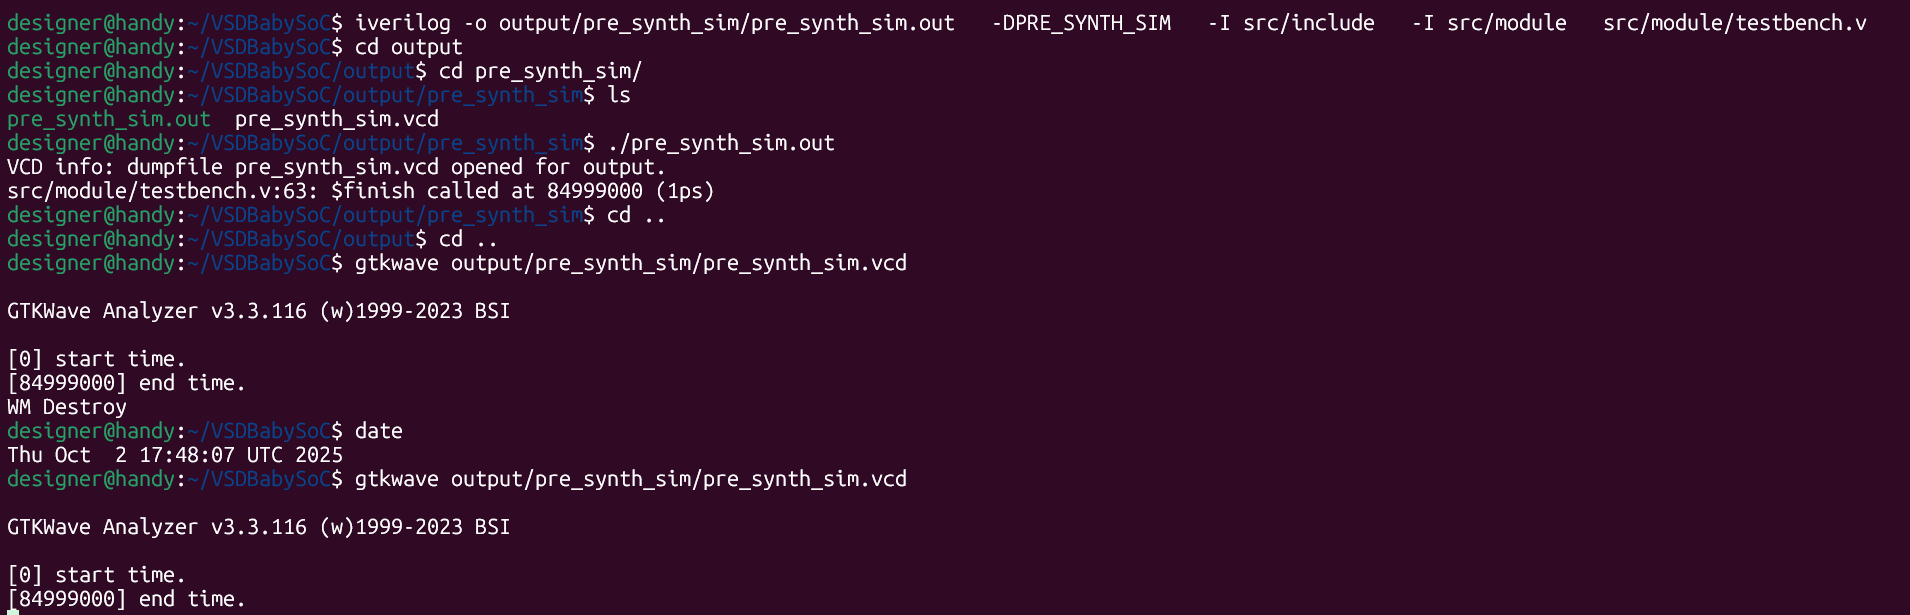 designer@handy:~/VSDBabySoC$ iverilog -o output/pre_synth_sim/pre_synth_sim.out   -DPRE_SYNTH_SIM   -I src/include   -I src/module   src/module/testbench.v
designer@handy:~/VSDBabySoC$ cd output
designer@handy:~/VSDBabySoC/output$ cd pre_synth_sim/
designer@handy:~/VSDBabySoC/output/pre_synth_sim$ ls
pre_synth_sim.out  pre_synth_sim.vcd
designer@handy:~/VSDBabySoC/output/pre_synth_sim$ ./pre_synth_sim.out
VCD info: dumpfile pre_synth_sim.vcd opened for output.
src/module/testbench.v:63: $finish called at 84999000 (1ps)
designer@handy:~/VSDBabySoC/output/pre_synth_sim$ cd ..
designer@handy:~/VSDBabySoC/output$ cd ..
designer@handy:~/VSDBabySoC$ gtkwave output/pre_synth_sim/pre_synth_sim.vcd
GTKWave Analyzer v3.3.116 (w)1999-2023 BSI
[0] start time.
[84999000] end time.
WM Destroy
designer@handy:~/VSDBabySoC$ date
Thu Oct  2 17:48:07 UTC 2025
designer@handy:~/VSDBabySoC$ gtkwave output/pre_synth_sim/pre_synth_sim.vcd
GTKWave Analyzer v3.3.116 (w)1999-2023 BSI
[0] start time.
[84999000] end time.